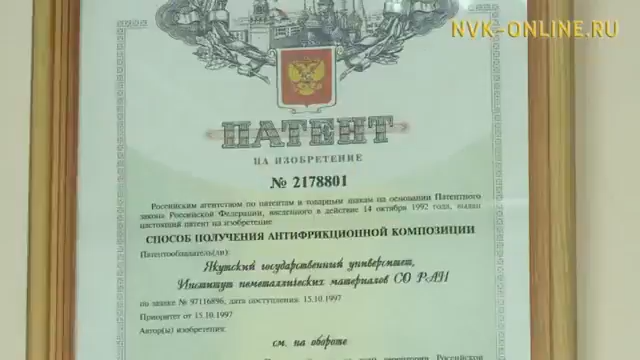 NVK-ONLINE.RU
ПАТЕНТ
НА ИЗОБРЕТЕНИЕ
№ 2178801
Российским агентством по патентам и товарным знакам на основании Патентного
закона Российской Федерации, введенного в действие 14 октября 1992 года, выдан
настоящий патент на изобретение
СПОСОБ ПОЛУЧЕНИЯ АНТИФРИКЦИОННОЙ КОМПОЗИЦИИ
Патентообладатель(ли):
Якутский государственный университет,
Институт неметаллических материалов СО РАН
по заявке № 97116896, дата поступления: 15.10.1997
Приоритет от 15.10.1997
Автор(ы) изобретения:
см. на обороте
территории Российской